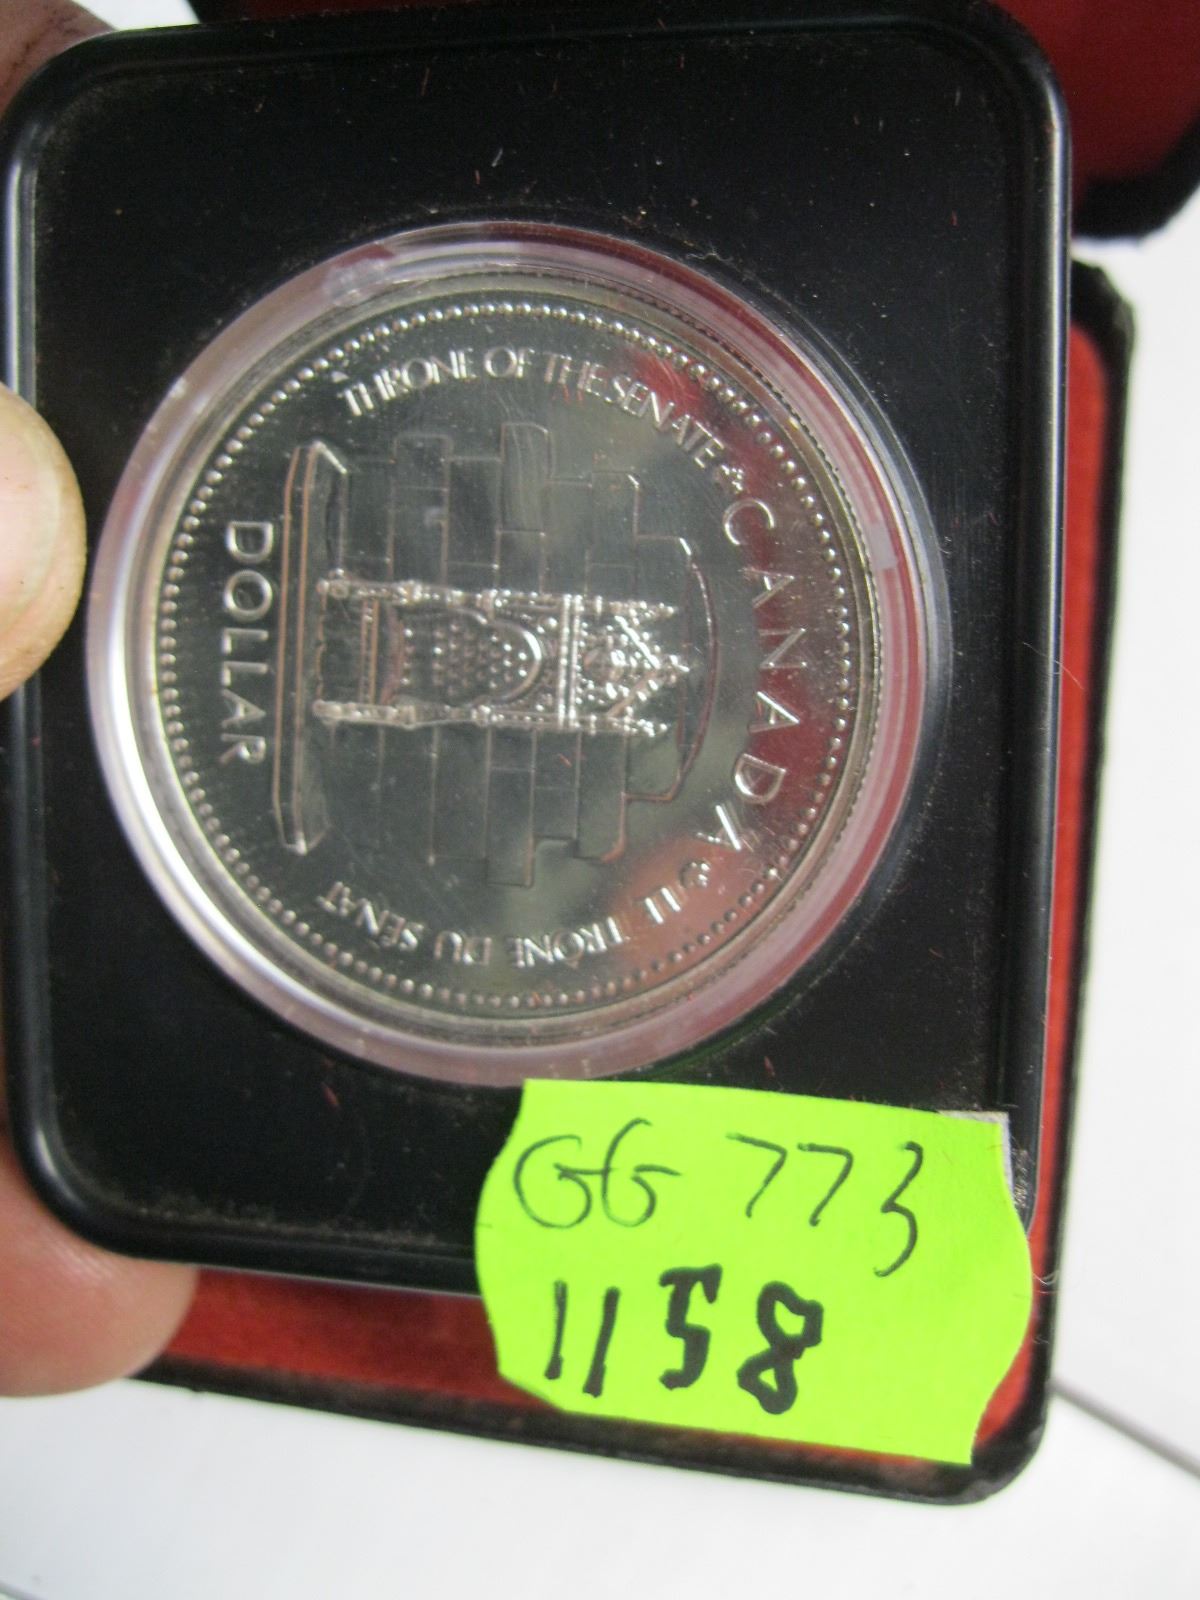 THRONE OF THE SENATE
CANADA
LE TRÔNE DU SÉNAT
DOLLAR
GG 773
1158